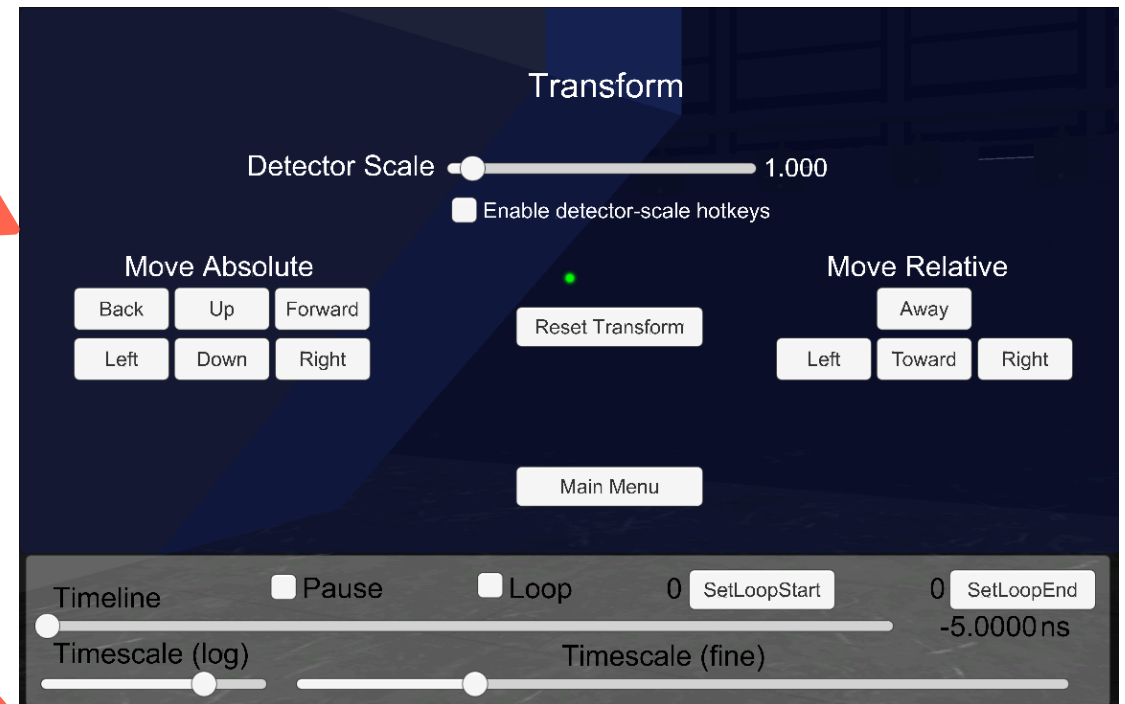 Transform
Detector Scale 1.000
Enable detector-scale hotkeys
Move Absolute
Back Up Forward
Left Down Right
Reset Transform
Move Relative
Away
Left Toward Right
Main Menu
Timeline Pause Loop 0 SetLoopStart 0 SetLoopEnd
-5.0000ns
Timescale (log) Timescale (fine)